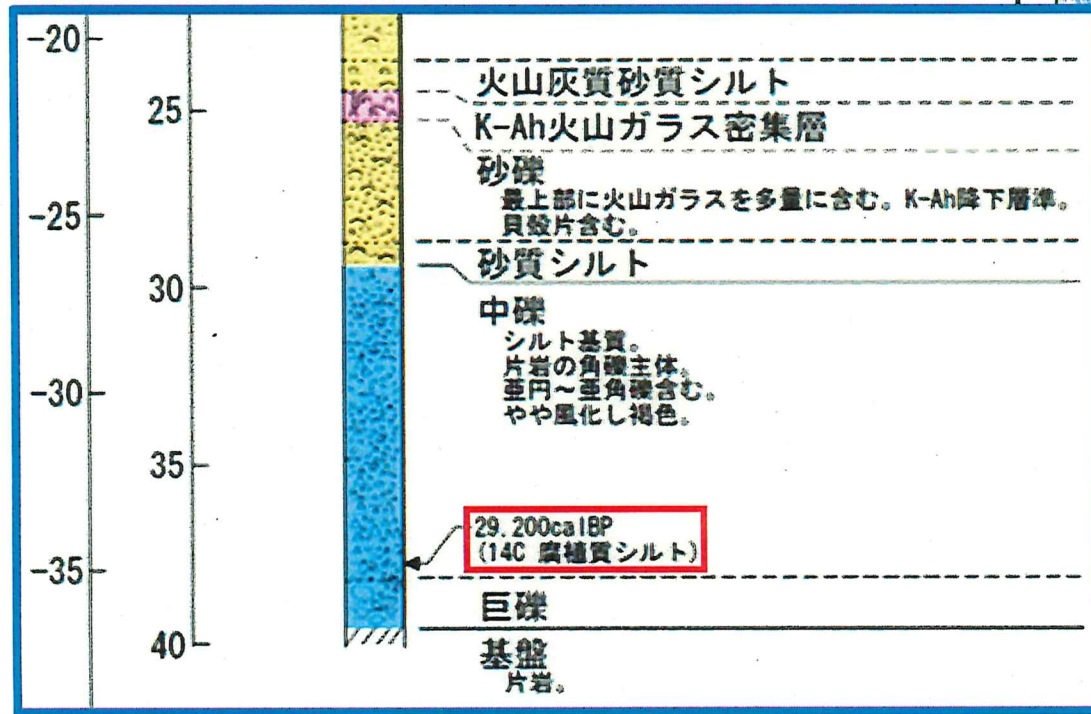 -20
火山灰質砂質シルト
25
K-Ah火山ガラス密集層
砂礫
最上部に火山ガラスを多量に含む。K-Ah降下層準。
-25
貝殻片含む。
砂質シルト
30
中礫
シルト基質。
片岩の角礫主体。
-30
亜円～亜角礫含む。
やや風化し褐色。
35
29.200calBP
(14C 腐植質シルト)
-35
巨礫
40
基盤
片岩。